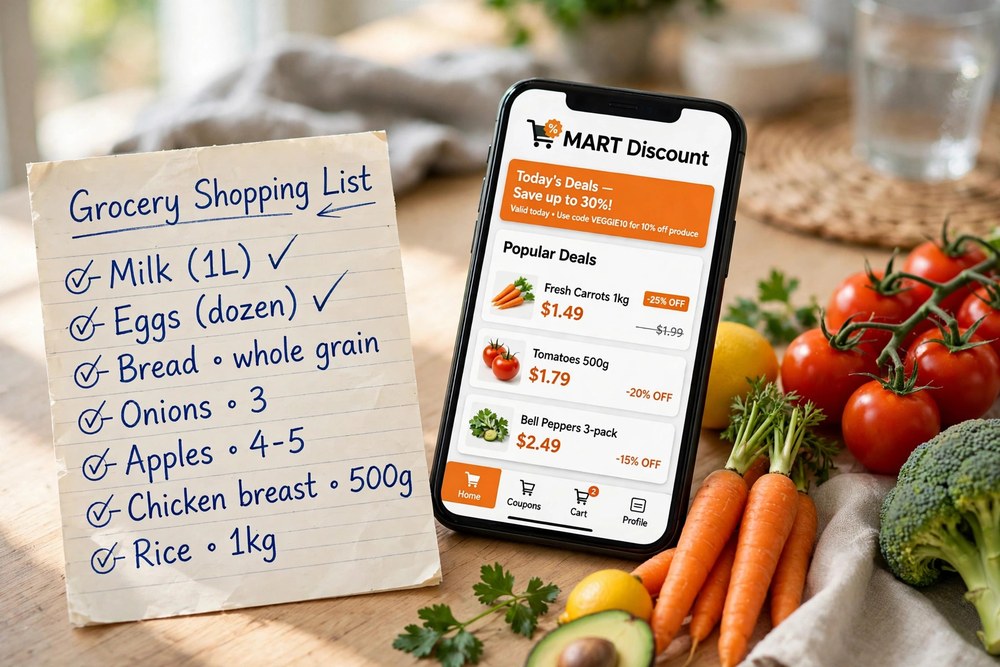 Grocery Shopping List
Milk (1L) ✓
Eggs (dozen) ✓
Bread • whole grain
Onions • 3
Apples • 4-5
Chicken breast • 500g
Rice • 1kg
%
MART Discount
Today's Deals —
Save up to 30%!
Valid today • Use code VEGGIE10 for 10% off produce
Popular Deals
Fresh Carrots 1kg
-25% OFF
$1.49
$1.99
Tomatoes 500g
$1.79
-20% OFF
Bell Peppers 3-pack
$2.49
-15% OFF
Home
Coupons
2
Cart
Profile